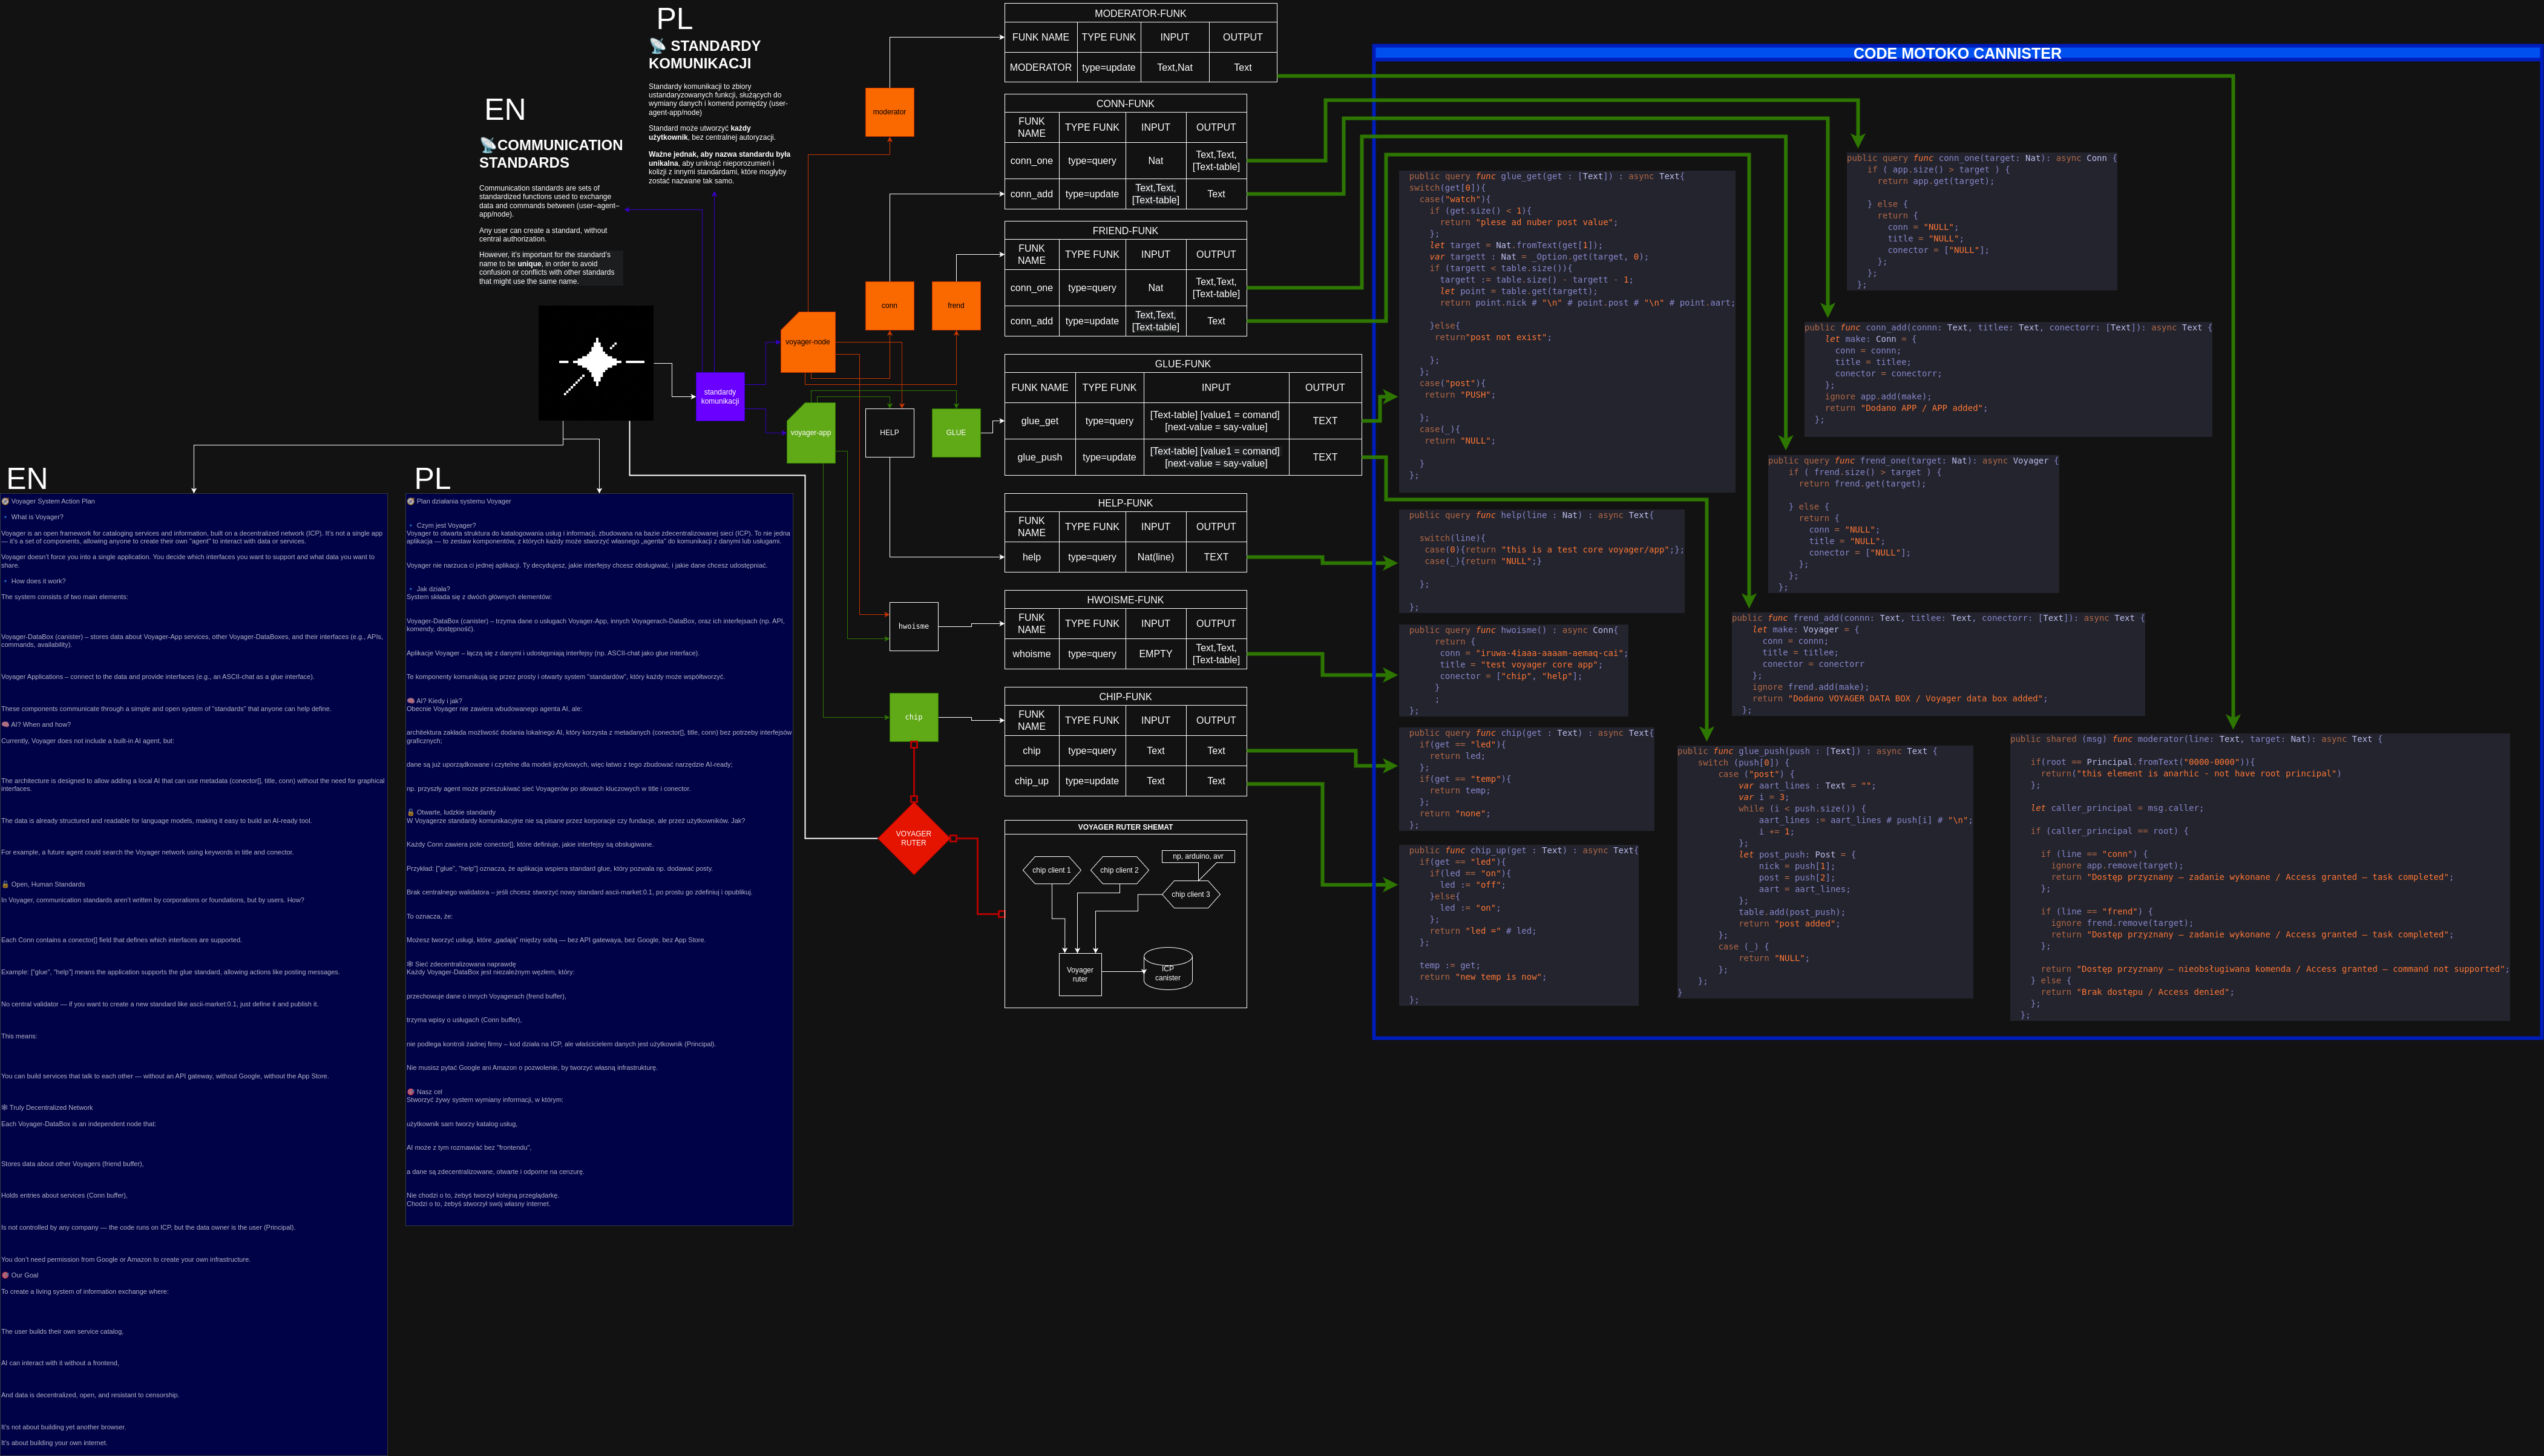 PL
📡 STANDARDY
KOMUNIKACJI
Standardy komunikacji to zbiory
ustandaryzowanych funkcji, służących do
wymiany danych i komend pomiędzy (user-
agent-app/node)
Standard może utworzyć każdy
użytkownik, bez centralnej autoryzacji.
Ważne jednak, aby nazwa standardu była
unikalna, aby uniknąć nieporozumień i
kolizji z innymi standardami, które mogłyby
zostać nazwane tak samo.
EN
📡COMMUNICATION
STANDARDS
Communication standards are sets of
standardized functions used to exchange
data and commands between (user–agent–
app/node).
Any user can create a standard, without
central authorization.
However, it's important for the standard's
name to be unique, in order to avoid
confusion or conflicts with other standards
that might use the same name.
standardy
komunikacji
voyager-node
voyager-app
moderator
conn
frend
HELP
GLUE
hwoisme
chip
VOYAGER
RUTER
EN
🧭 Voyager System Action Plan
🔹 What is Voyager?
Voyager is an open framework for cataloging services and information, built on a decentralized network (ICP). It's not a single app
— it's a set of components, allowing anyone to create their own "agent" to interact with data or services.
Voyager doesn't force you into a single application. You decide which interfaces you want to support and what data you want to
share.
🔹 How does it work?
The system consists of two main elements:
Voyager-DataBox (canister) – stores data about Voyager-App services, other Voyager-DataBoxes, and their interfaces (e.g., APIs,
commands, availability).
Voyager Applications – connect to the data and provide interfaces (e.g., an ASCII-chat as a glue interface).
These components communicate through a simple and open system of "standards" that anyone can help define.
🧠 AI? When and how?
Currently, Voyager does not include a built-in AI agent, but:
The architecture is designed to allow adding a local AI that can use metadata (conector[], title, conn) without the need for graphical
interfaces.
The data is already structured and readable for language models, making it easy to build an AI-ready tool.
For example, a future agent could search the Voyager network using keywords in title and conector.
🔓 Open, Human Standards
In Voyager, communication standards aren't written by corporations or foundations, but by users. How?
Each Conn contains a conector[] field that defines which interfaces are supported.
Example: ["glue", "help"] means the application supports the glue standard, allowing actions like posting messages.
No central validator — if you want to create a new standard like ascii-market:0.1, just define it and publish it.
This means:
You can build services that talk to each other — without an API gateway, without Google, without the App Store.
🕸 Truly Decentralized Network
Each Voyager-DataBox is an independent node that:
Stores data about other Voyagers (friend buffer),
Holds entries about services (Conn buffer),
Is not controlled by any company — the code runs on ICP, but the data owner is the user (Principal).
You don't need permission from Google or Amazon to create your own infrastructure.
🎯 Our Goal
To create a living system of information exchange where:
The user builds their own service catalog,
AI can interact with it without a frontend,
And data is decentralized, open, and resistant to censorship.
It's not about building yet another browser.
It's about building your own internet.
PL
🧭 Plan działania systemu Voyager
🔹 Czym jest Voyager?
Voyager to otwarta struktura do katalogowania usług i informacji, zbudowana na bazie zdecentralizowanej sieci (ICP). To nie jedna
aplikacja — to zestaw komponentów, z których każdy może stworzyć własnego „agenta" do komunikacji z danymi lub usługami.
Voyager nie narzuca ci jednej aplikacji. Ty decydujesz, jakie interfejsy chcesz obsługiwać, i jakie dane chcesz udostępniać.
🔹 Jak działa?
System składa się z dwóch głównych elementów:
Voyager-DataBox (canister) – trzyma dane o usługach Voyager-App, innych Voyagerach-DataBox, oraz ich interfejsach (np. API,
komendy, dostępność).
Aplikacje Voyager – łączą się z danymi i udostępniają interfejsy (np. ASCII-chat jako glue interface).
Te komponenty komunikują się przez prosty i otwarty system "standardów", który każdy może współtworzyć.
🧠 AI? Kiedy i jak?
Obecnie Voyager nie zawiera wbudowanego agenta AI, ale:
architektura zakłada możliwość dodania lokalnego AI, który korzysta z metadanych (conector[], title, conn) bez potrzeby interfejsów
graficznych;
dane są już uporządkowane i czytelne dla modeli językowych, więc łatwo z tego zbudować narzędzie AI-ready;
np. przyszły agent może przeszukiwać sieć Voyagerów po słowach kluczowych w title i conector.
🔓 Otwarte, ludzkie standardy
W Voyagerze standardy komunikacyjne nie są pisane przez korporacje czy fundacje, ale przez użytkowników. Jak?
Każdy Conn zawiera pole conector[], które definiuje, jakie interfejsy są obsługiwane.
Przykład: ["glue", "help"] oznacza, że aplikacja wspiera standard glue, który pozwala np. dodawać posty.
Brak centralnego walidatora – jeśli chcesz stworzyć nowy standard ascii-market:0.1, po prostu go zdefiniuj i opublikuj.
To oznacza, że:
Możesz tworzyć usługi, które „gadają" między sobą — bez API gatewaya, bez Google, bez App Store.
🕸 Sieć zdecentralizowana naprawdę
Każdy Voyager-DataBox jest niezależnym węzłem, który:
przechowuje dane o innych Voyagerach (frend buffer),
trzyma wpisy o usługach (Conn buffer),
nie podlega kontroli żadnej firmy – kod działa na ICP, ale właścicielem danych jest użytkownik (Principal).
Nie musisz pytać Google ani Amazon o pozwolenie, by tworzyć własną infrastrukturę.
🎯 Nasz cel
Stworzyć żywy system wymiany informacji, w którym:
użytkownik sam tworzy katalog usług,
AI może z tym rozmawiać bez "frontendu",
a dane są zdecentralizowane, otwarte i odporne na cenzurę.
Nie chodzi o to, żebyś tworzył kolejną przeglądarkę.
Chodzi o to, żebyś stworzył swój własny internet.
MODERATOR-FUNK
FUNK NAME TYPE FUNK INPUT OUTPUT
MODERATOR type=update Text,Nat Text
CONN-FUNK
FUNK NAME TYPE FUNK INPUT OUTPUT
conn_one type=query Nat Text,Text, [Text-table]
conn_add type=update Text,Text, [Text-table] Text
FRIEND-FUNK
FUNK NAME TYPE FUNK INPUT OUTPUT
conn_one type=query Nat Text,Text, [Text-table]
conn_add type=update Text,Text, [Text-table] Text
GLUE-FUNK
FUNK NAME TYPE FUNK INPUT OUTPUT
glue_get type=query [Text-table] [value1 = comand] [next-value = say-value] TEXT
glue_push type=update [Text-table] [value1 = comand] [next-value = say-value] TEXT
HELP-FUNK
FUNK NAME TYPE FUNK INPUT OUTPUT
help type=query Nat(line) TEXT
HWOISME-FUNK
FUNK NAME TYPE FUNK INPUT OUTPUT
whoisme type=query EMPTY Text,Text, [Text-table]
CHIP-FUNK
FUNK NAME TYPE FUNK INPUT OUTPUT
chip type=query Text Text
chip_up type=update Text Text
VOYAGER RUTER SHEMAT
np, arduino, avr
chip client 1
chip client 2
chip client 3
Voyager
ruter
ICP
canister
CODE MOTOKO CANNISTER
public query func glue_get(get : [Text]) : async Text{
switch(get[0]){
case("watch"){
if (get.size() < 1){
return "plese ad nuber post value";
};
let target = Nat.fromText(get[1]);
var targett : Nat = _Option.get(target, 0);
if (targett < table.size()){
targett := table.size() - targett - 1;
let point = table.get(targett);
return point.nick # "\n" # point.post # "\n" # point.aart;
}else{
return"post not exist";
};
};
case("post"){
return "PUSH";
};
case(_){
return "NULL";
}
};
public query func help(line : Nat) : async Text{
switch(line){
case(0){return "this is a test core voyager/app";};
case(_){return "NULL";}
};
};
public query func hwoisme() : async Conn{
return {
conn = "iruwa-4iaaa-aaaam-aemaq-cai";
title = "test voyager core app";
conector = ["chip", "help"];
}
;
};
public query func chip(get : Text) : async Text{
if(get == "led"){
return led;
};
if(get == "temp"){
return temp;
};
return "none";
};
public func chip_up(get : Text) : async Text{
if(get == "led"){
if(led == "on"){
led := "off";
}else{
led := "on";
};
return "led =" # led;
};
temp := get;
return "new temp is now";
};
public query func conn_one(target: Nat): async Conn {
if ( app.size() > target ) {
return app.get(target);
} else {
return {
conn = "NULL";
title = "NULL";
conector = ["NULL"];
};
};
};
public func conn_add(connn: Text, titlee: Text, conectorr: [Text]): async Text {
let make: Conn = {
conn = connn;
title = titlee;
conector = conectorr;
};
ignore app.add(make);
return "Dodano APP / APP added";
};
public query func frend_one(target: Nat): async Voyager {
if ( frend.size() > target ) {
return frend.get(target);
} else {
return {
conn = "NULL";
title = "NULL";
conector = ["NULL"];
};
};
};
public func frend_add(connn: Text, titlee: Text, conectorr: [Text]): async Text {
let make: Voyager = {
conn = connn;
title = titlee;
conector = conectorr
};
ignore frend.add(make);
return "Dodano VOYAGER DATA BOX / Voyager data box added";
};
public func glue_push(push : [Text]) : async Text {
switch (push[0]) {
case ("post") {
var aart_lines : Text = "";
var i = 3;
while (i < push.size()) {
aart_lines := aart_lines # push[i] # "\n";
i += 1;
};
let post_push: Post = {
nick = push[1];
post = push[2];
aart = aart_lines;
};
table.add(post_push);
return "post added";
};
case (_) {
return "NULL";
};
};
}
public shared (msg) func moderator(line: Text, target: Nat): async Text {
if(root == Principal.fromText("0000-0000")){
return("this element is anarhic - not have root principal")
};
let caller_principal = msg.caller;
if (caller_principal == root) {
if (line == "conn") {
ignore app.remove(target);
return "Dostęp przyznany — zadanie wykonane / Access granted — task completed";
};
if (line == "frend") {
ignore frend.remove(target);
return "Dostęp przyznany — zadanie wykonane / Access granted — task completed";
};
return "Dostęp przyznany — nieobsługiwana komenda / Access granted — command not supported";
} else {
return "Brak dostępu / Access denied";
};
};